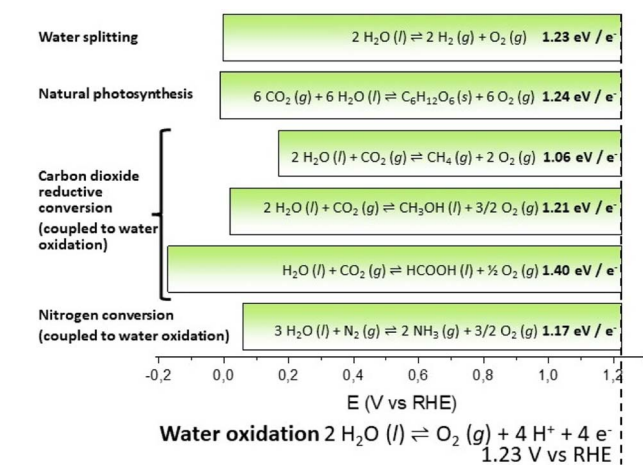 Water splitting
2 H₂O (l) ⇌ 2 H₂ (g) + O₂ (g) 1.23 eV / e⁻
Natural photosynthesis
6 CO₂ (g) + 6 H₂O (l) ⇌ C₆H₁₂O₆ (s) + 6 O₂ (g) 1.24 eV / e⁻
2 H₂O (l) + CO₂ (g) ⇌ CH₄ (g) + 2 O₂ (g) 1.06 eV / e⁻
Carbon dioxide
reductive
conversion
(coupled to water
oxidation)
2 H₂O (l) + CO₂ (g) ⇌ CH₃OH (l) + 3/2 O₂ (g) 1.21 eV / e⁻
H₂O (l) + CO₂ (g) ⇌ HCOOH (l) + ½ O₂ (g) 1.40 eV / e⁻
Nitrogen conversion
(coupled to water oxidation)
3 H₂O (l) + N₂ (g) ⇌ 2 NH₃ (g) + 3/2 O₂ (g) 1.17 eV / e⁻
-0,2 0,0 0,2 0,4 0,6 0,8 1,0 1,2
E (V vs RHE)
Water oxidation 2 H₂O (l) ⇌ O₂ (g) + 4 H⁺ + 4 e⁻
1.23 V vs RHE